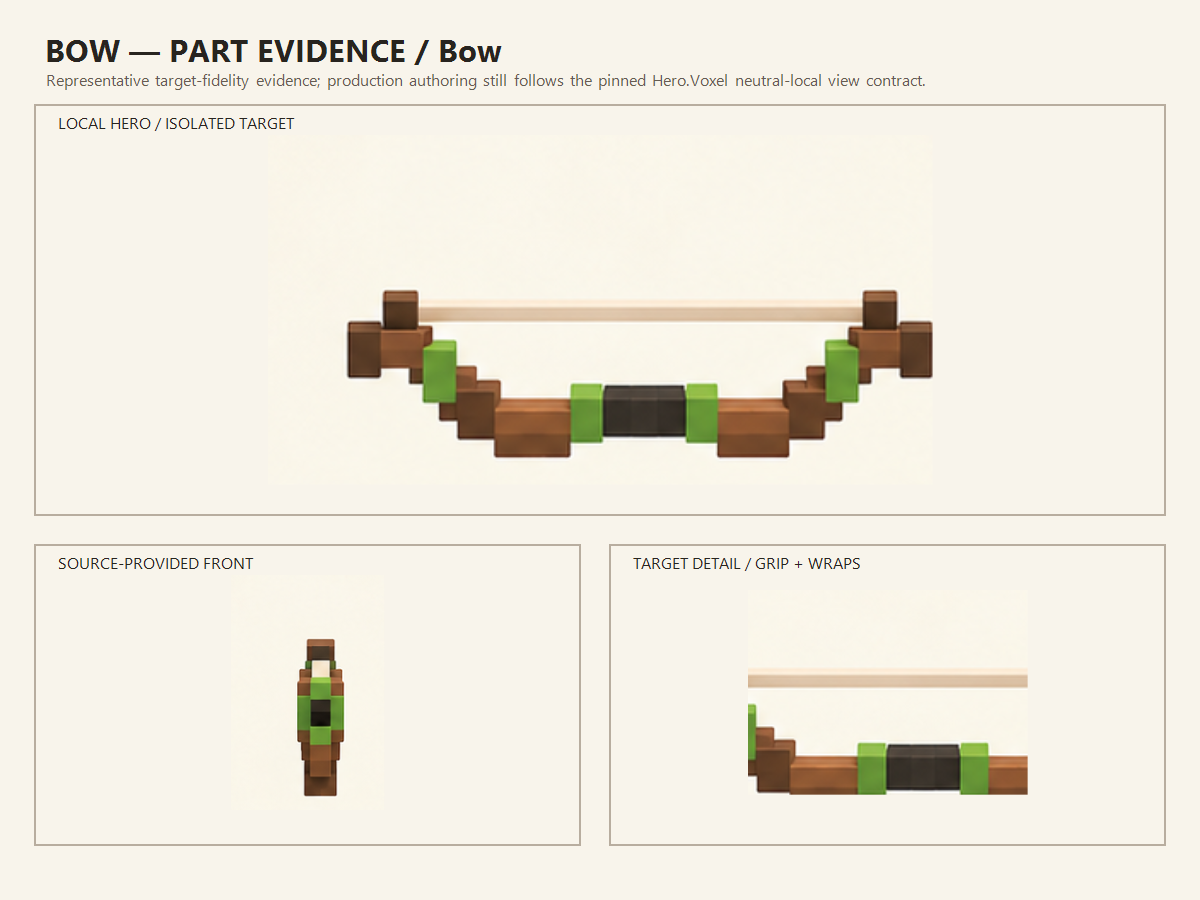 BOW — PART EVIDENCE / Bow
Representative target-fidelity evidence; production authoring still follows the pinned Hero.Voxel neutral-local view contract.
LOCAL HERO / ISOLATED TARGET
SOURCE-PROVIDED FRONT
TARGET DETAIL / GRIP + WRAPS